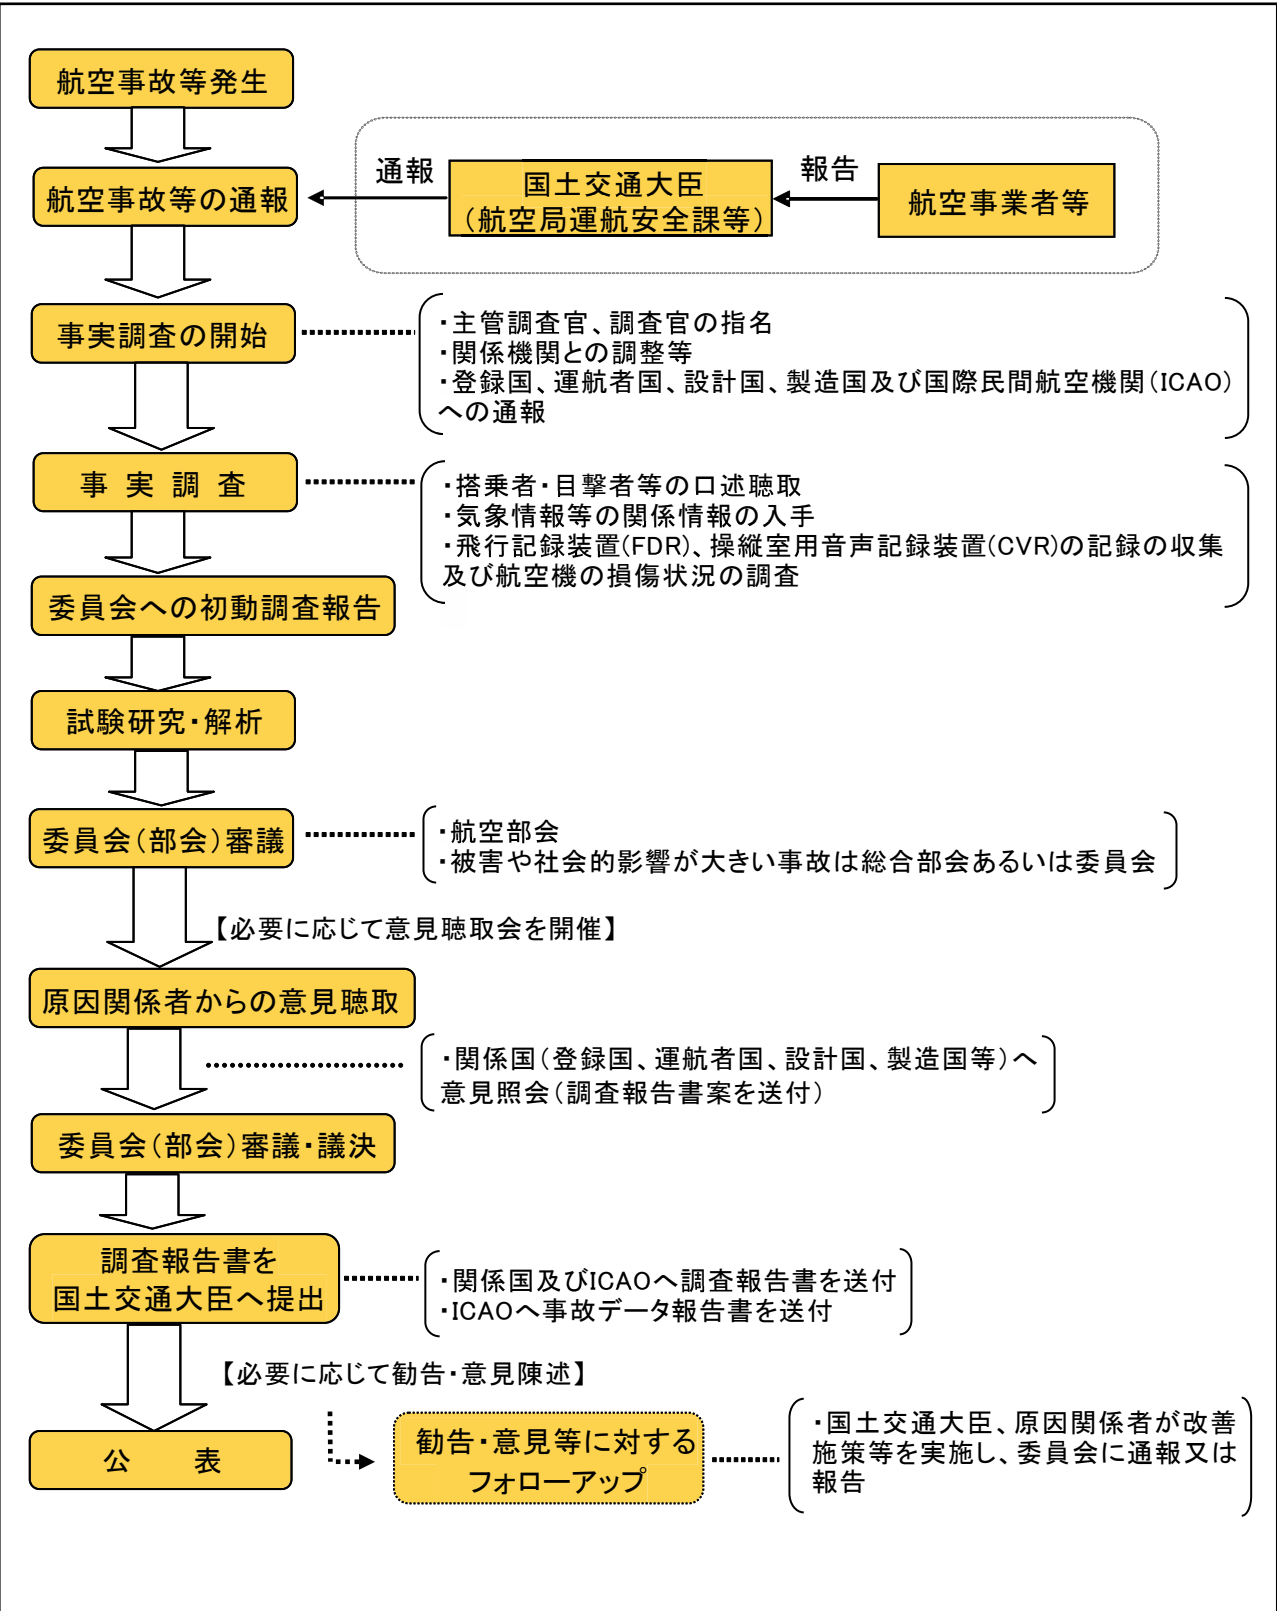 航空事故等発生
航空事故等の通報
通報
国土交通大臣
（航空局運航安全課等）
報告
航空事業者等
事実調査の開始
・主管調査官、調査官の指名
・関係機関との調整等
・登録国、運航者国、設計国、製造国及び国際民間航空機関（ICAO）
への通報
事 実 調 査
・搭乗者・目撃者等の口述聴取
・気象情報等の関係情報の入手
・飛行記録装置(FDR)、操縦室用音声記録装置(CVR)の記録の収集
及び航空機の損傷状況の調査
委員会への初動調査報告
試験研究・解析
委員会（部会）審議
・航空部会
・被害や社会的影響が大きい事故は総合部会あるいは委員会
【必要に応じて意見聴取会を開催】
原因関係者からの意見聴取
・関係国（登録国、運航者国、設計国、製造国等）へ
意見照会（調査報告書案を送付）
委員会（部会）審議・議決
調査報告書を
国土交通大臣へ提出
・関係国及びICAOへ調査報告書を送付
・ICAOへ事故データ報告書を送付
【必要に応じて勧告・意見陳述】
公　　表
勧告・意見等に対する
フォローアップ
・国土交通大臣、原因関係者が改善
施策等を実施し、委員会に通報又は
報告